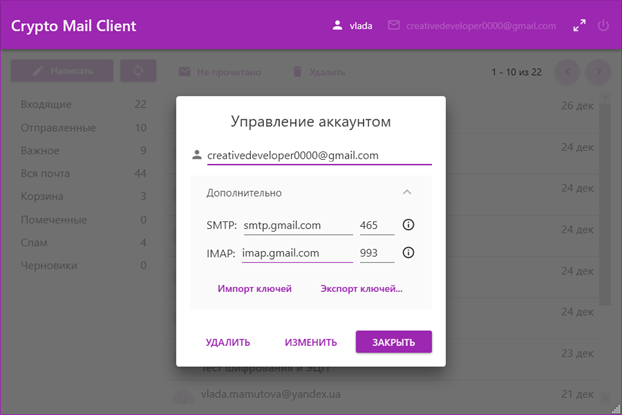 Crypto Mail Client
vlada
creativedeveloper0000@gmail.com
Написать
Не прочитано
Удалить
1 - 10 из 22
Входящие 22
Отправленные 10
Важное 9
Вся почта 44
Корзина 3
Помеченные 0
Спам 4
Черновики 0
26 дек
24 дек
24 дек
24 дек
24 дек
24 дек
23 дек
21 дек
Управление аккаунтом
creativedeveloper0000@gmail.com
Дополнительно
SMTP: smtp.gmail.com 465
IMAP: imap.gmail.com 993
Импорт ключей Экспорт ключей...
УДАЛИТЬ ИЗМЕНИТЬ ЗАКРЫТЬ
тест шифрования и ЭЦП
vlada.mamutova@yandex.ua